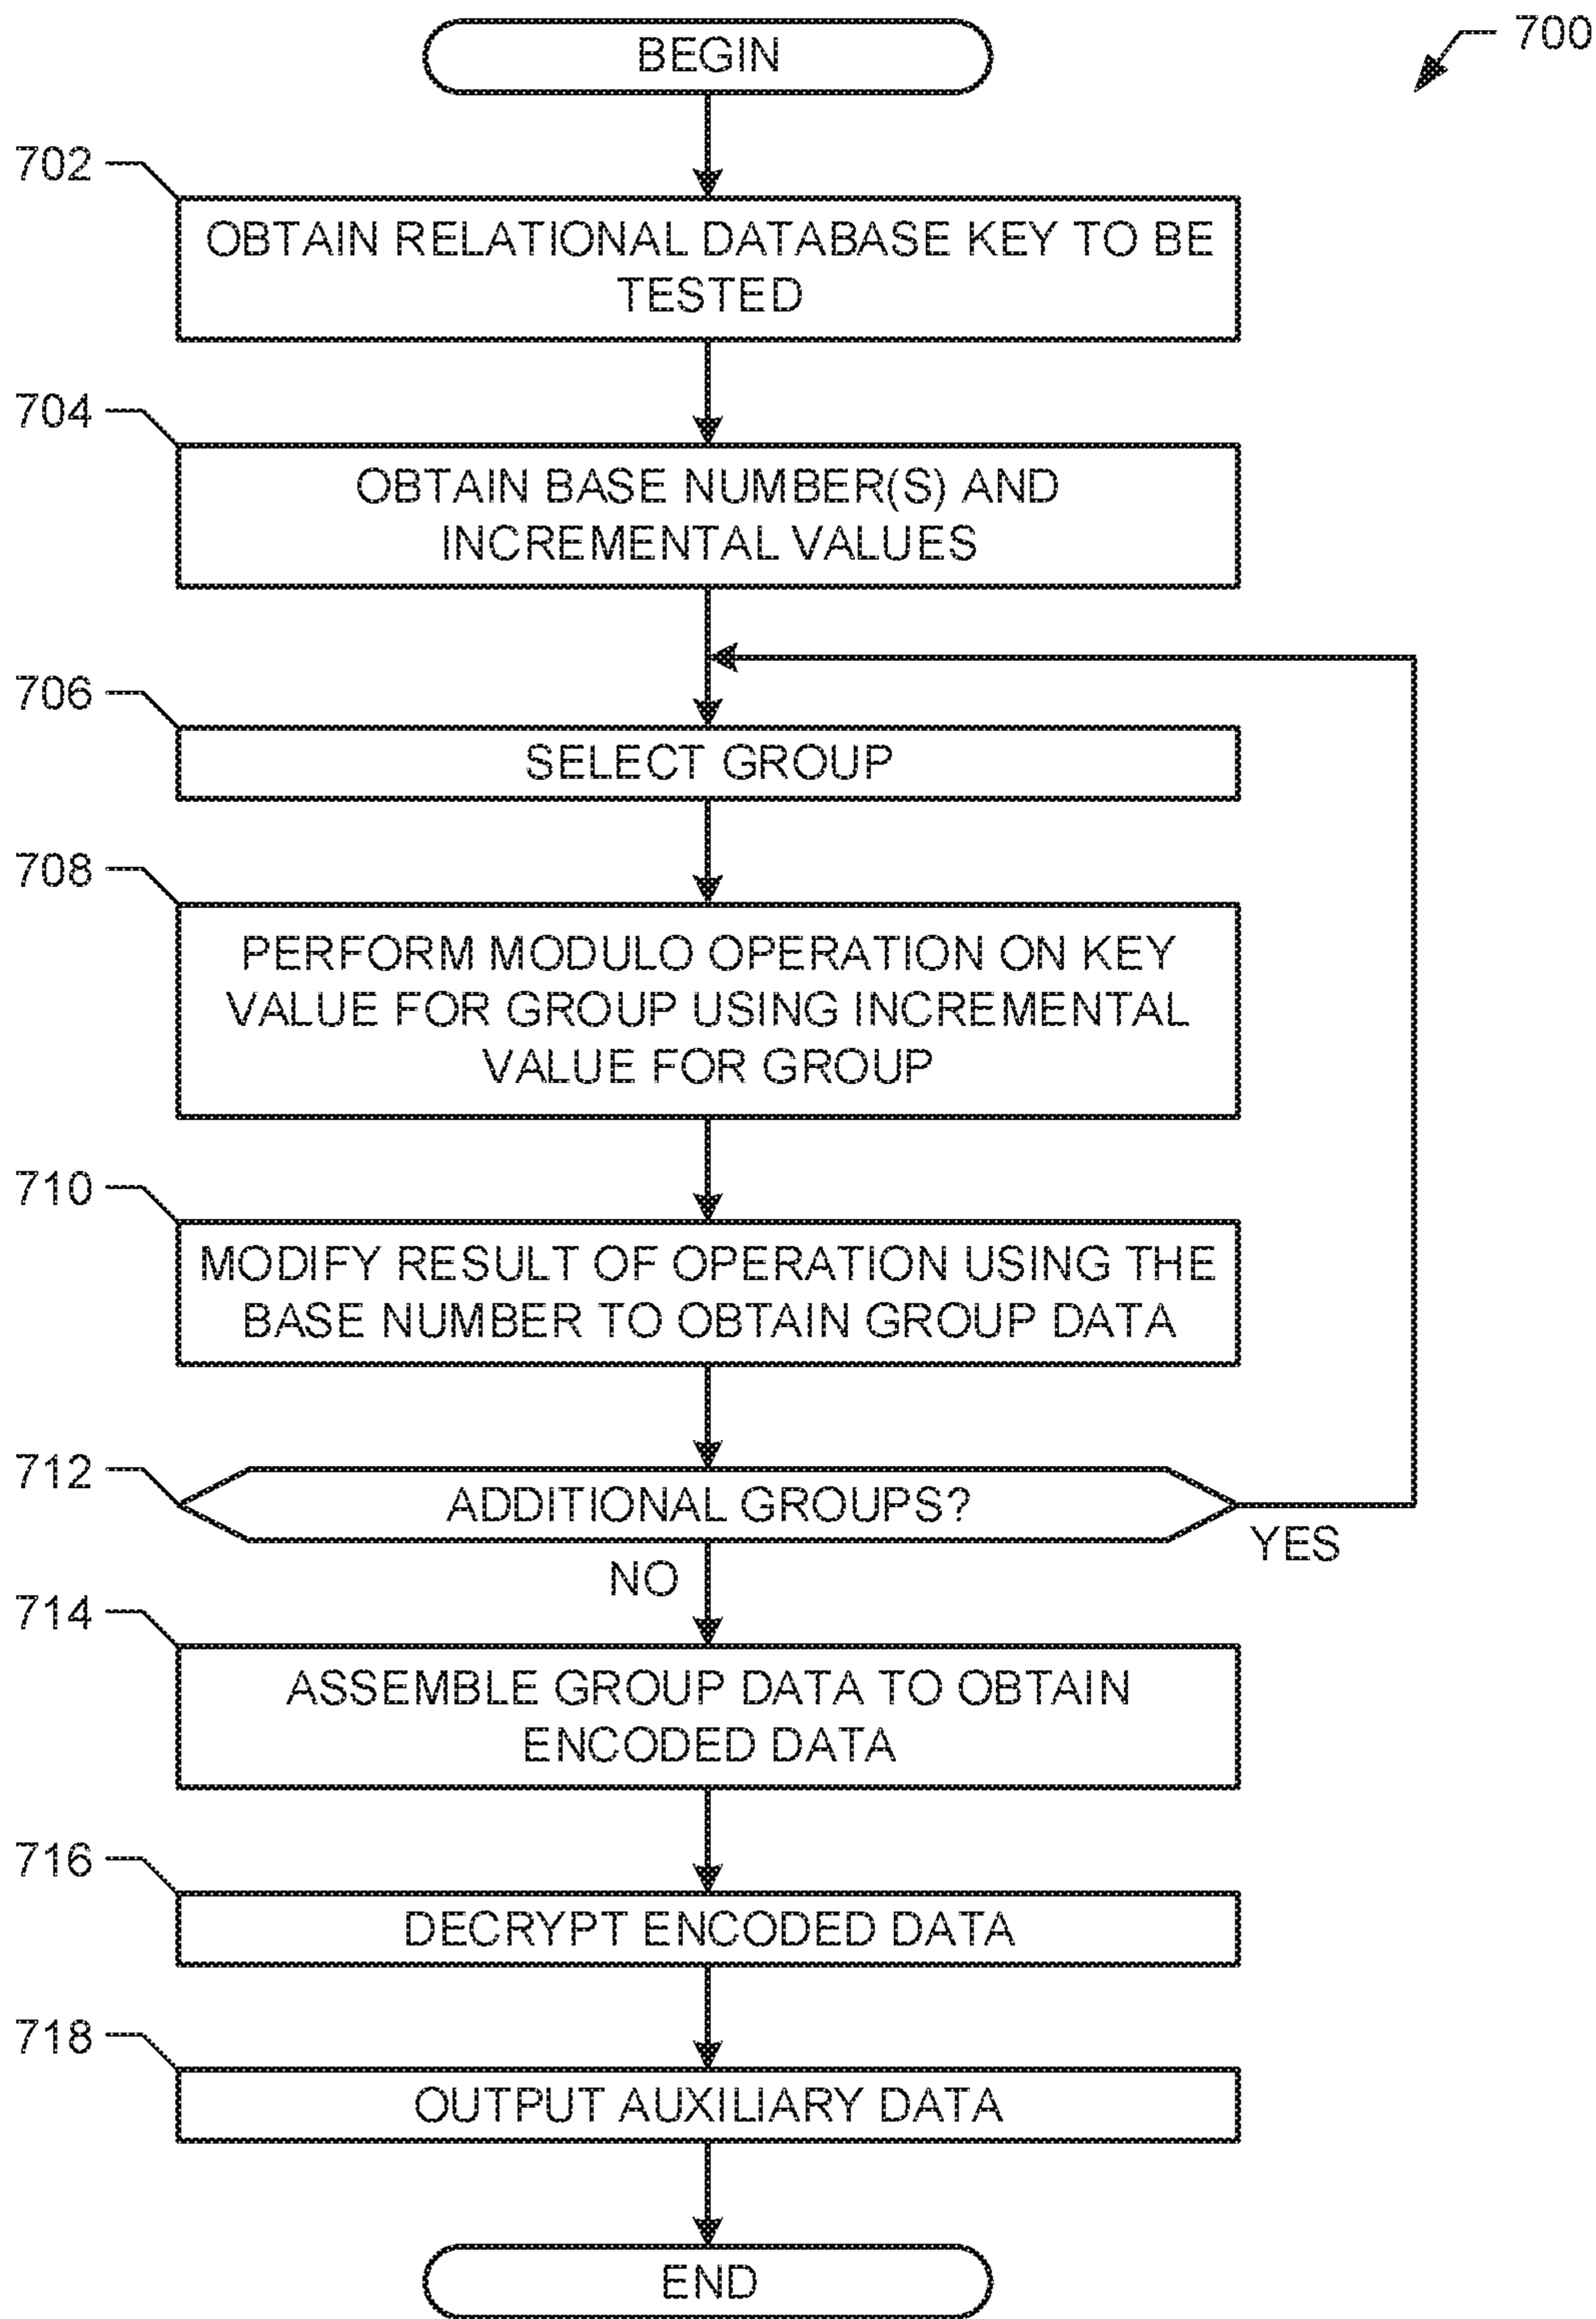 BEGIN
700
702
OBTAIN RELATIONAL DATABASE KEY TO BE
TESTED
704
OBTAIN BASE NUMBER(S) AND
INCREMENTAL VALUES
706
SELECT GROUP
708
PERFORM MODULO OPERATION ON KEY
VALUE FOR GROUP USING INCREMENTAL
VALUE FOR GROUP
710
MODIFY RESULT OF OPERATION USING THE
BASE NUMBER TO OBTAIN GROUP DATA
712
ADDITIONAL GROUPS?
YES
NO
714
ASSEMBLE GROUP DATA TO OBTAIN
ENCODED DATA
716
DECRYPT ENCODED DATA
718
OUTPUT AUXILIARY DATA
END